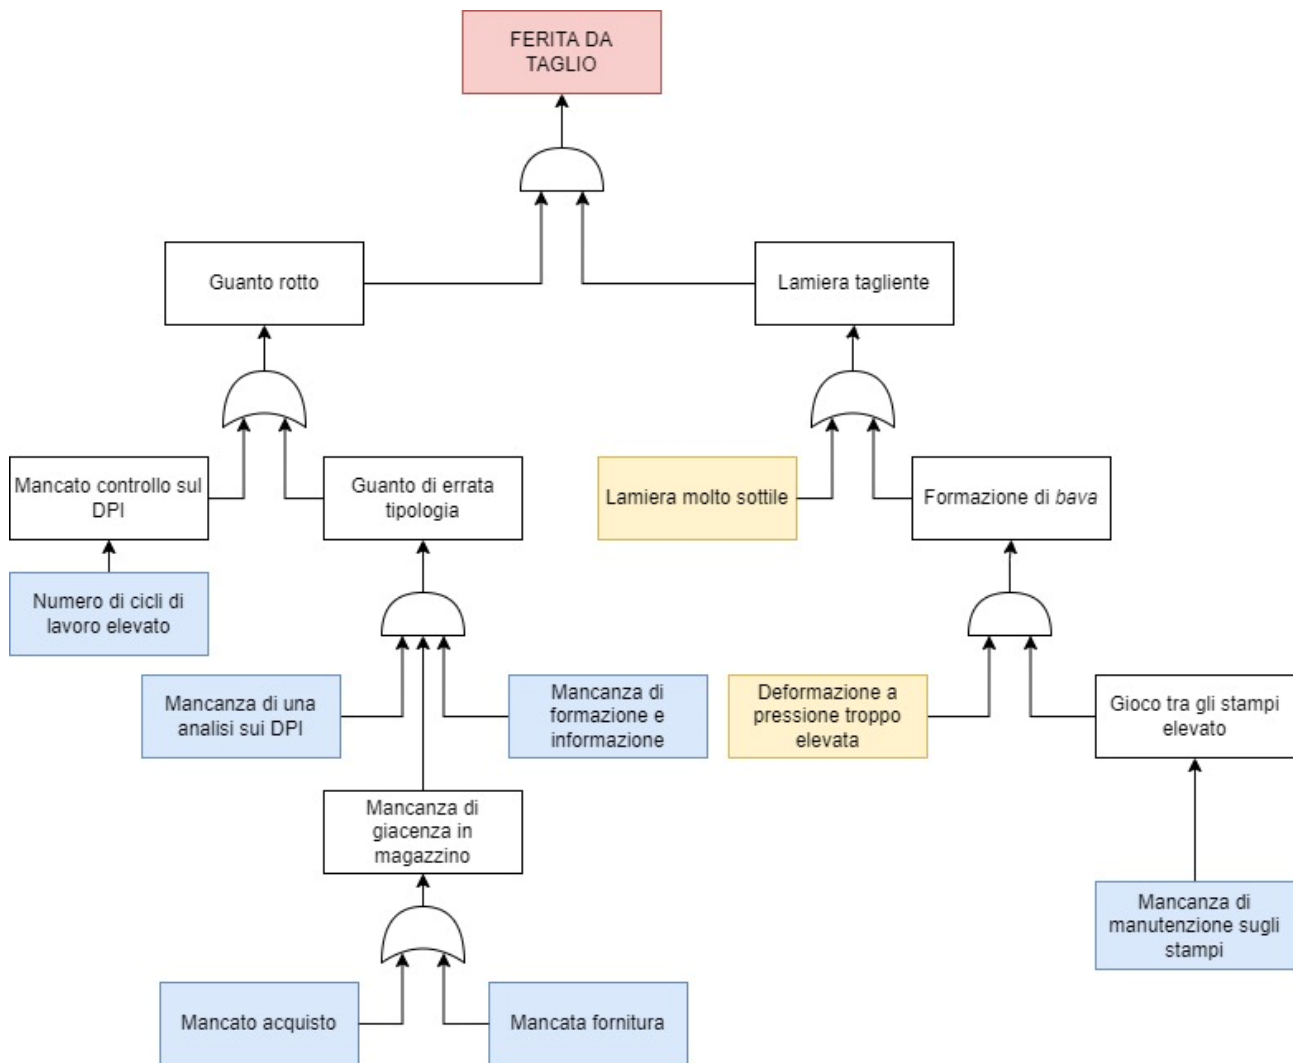 FERITA DA
TAGLIO
Guanto rotto
Lamiera tagliente
Mancato controllo sul
DPI
Guanto di errata
tipologia
Lamiera molto sottile
Formazione di bava
Numero di cicli di
lavoro elevato
Mancanza di una
analisi sui DPI
Mancanza di
formazione e
informazione
Deformazione a
pressione troppo
elevata
Gioco tra gli stampi
elevato
Mancanza di
giacenza in
magazzino
Mancanza di
manutenzione sugli
stampi
Mancato acquisto
Mancata fornitura